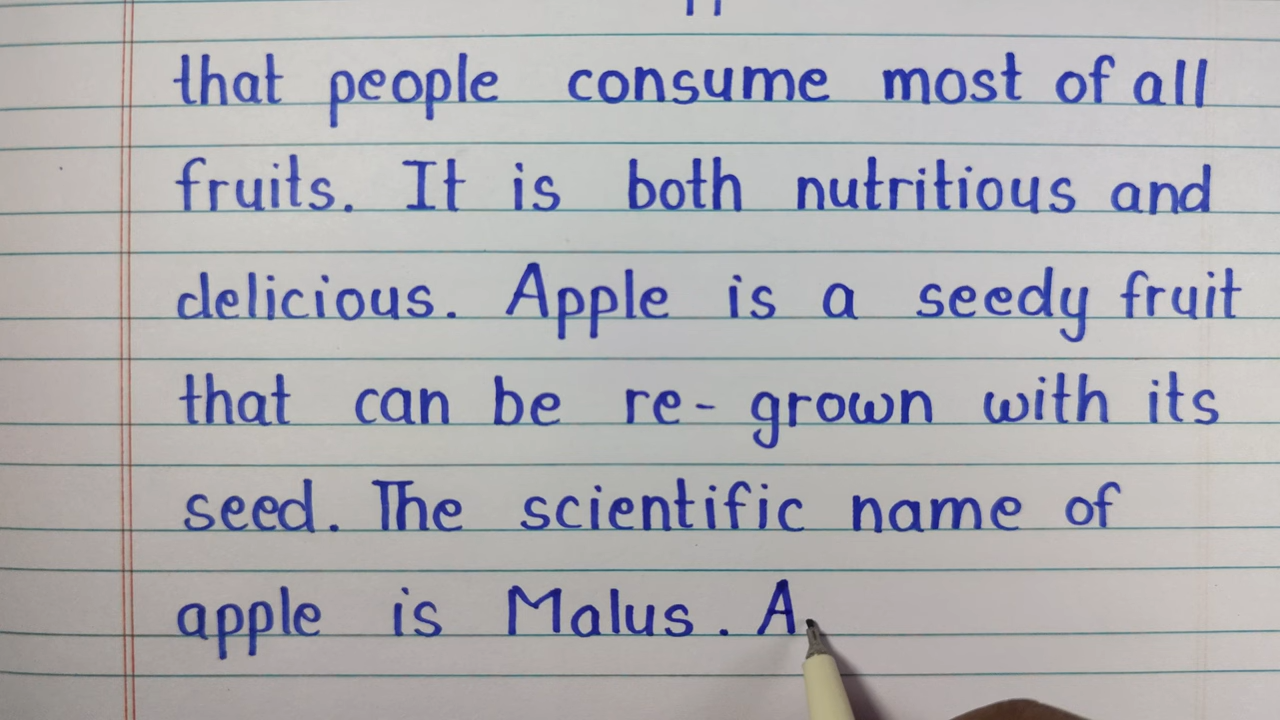 that people consume most of all
fruits. It is both nutritious and
delicious. Apple is a seedy fruit
that can be re-grown with its
seed. The scientific name of
apple is Malus. A